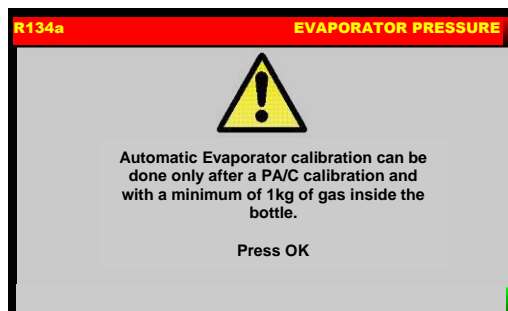 R134a EVAPORATOR PRESSURE
Automatic Evaporator calibration can be
done only after a PA/C calibration and
with a minimum of 1kg of gas inside the
bottle.
Press OK